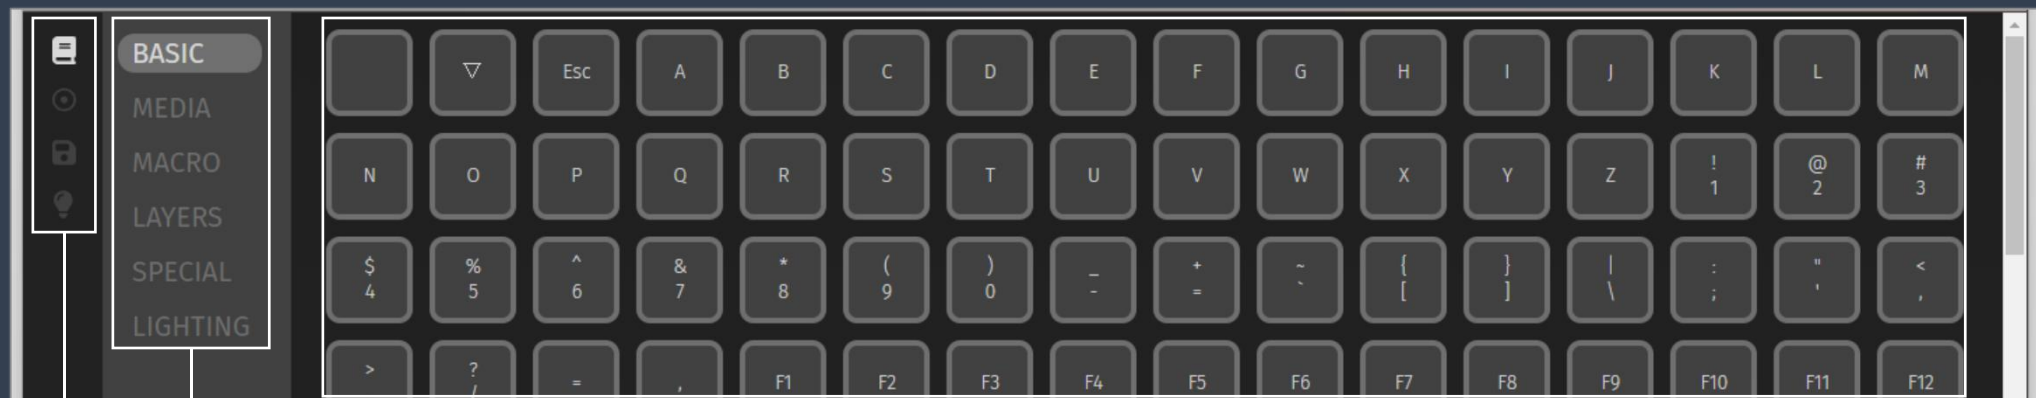 BASIC
MEDIA
MACRO
LAYERS
SPECIAL
LIGHTING
▽ Esc A B C D E F G H I J K L M
N O P Q R S T U V W X Y Z ! @ #
1 2 3
$ % ^ & * ( ) _ + ~ { } | : " <
4 5 6 7 8 9 0 - = ` [ ] \ ; ' ,
> ?
/ = , F1 F2 F3 F4 F5 F6 F7 F8 F9 F10 F11 F12